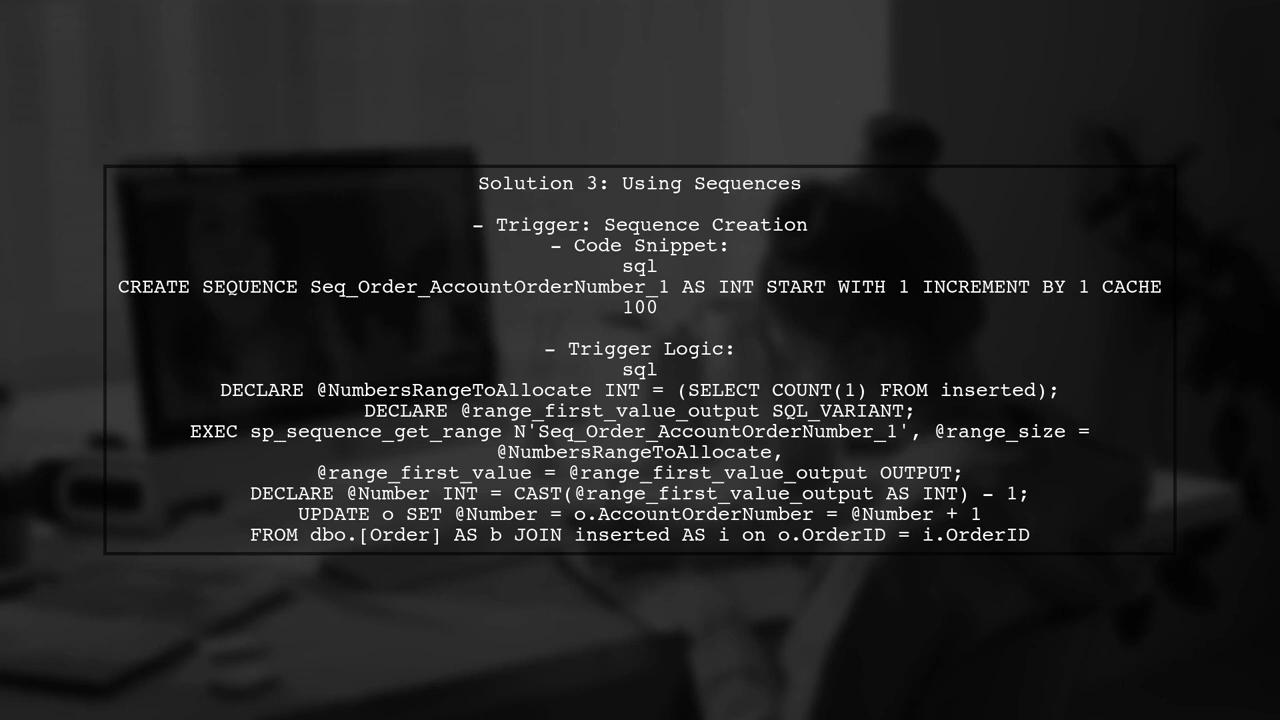 Solution 3: Using Sequences
- Trigger: Sequence Creation
- Code Snippet:
sql
CREATE SEQUENCE Seq_Order_AccountOrderNumber_1 AS INT START WITH 1 INCREMENT BY 1 CACHE
100
- Trigger Logic:
sql
DECLARE @NumbersRangeToAllocate INT = (SELECT COUNT(1) FROM inserted);
DECLARE @range_first_value_output SQL_VARIANT;
EXEC sp_sequence_get_range N'Seq_Order_AccountOrderNumber_1', @range_size =
@NumbersRangeToAllocate,
@range_first_value = @range_first_value_output OUTPUT;
DECLARE @Number INT = CAST(@range_first_value_output AS INT) - 1;
UPDATE o SET @Number = o.AccountOrderNumber = @Number + 1
FROM dbo.[Order] AS b JOIN inserted AS i on o.OrderID = i.OrderID